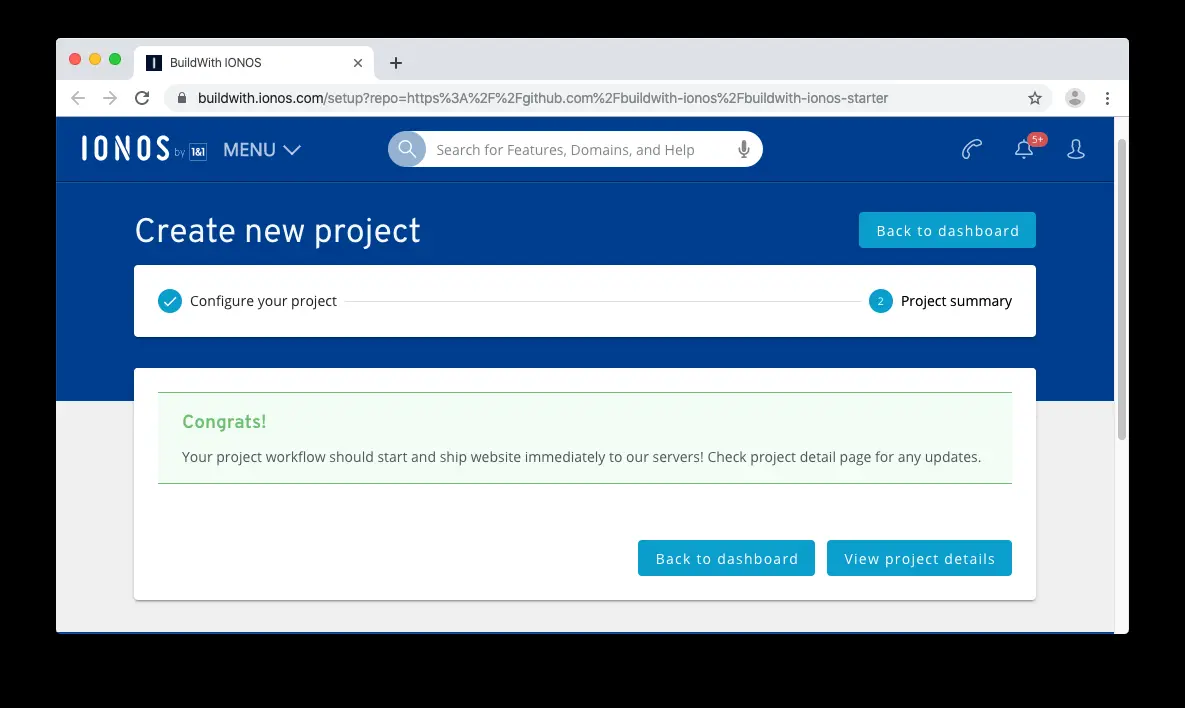 BuildWith IONOS
buildwith.ionos.com/setup?repo=https%3A%2F%2Fgithub.com%2Fbuildwith-ionos%2Fbuildwith-ionos-starter
IONOS by 1&1 MENU Search for Features, Domains, and Help 5+
Create new project Back to dashboard
Configure your project 2 Project summary
Congrats!
Your project workflow should start and ship website immediately to our servers! Check project detail page for any updates.
Back to dashboard View project details